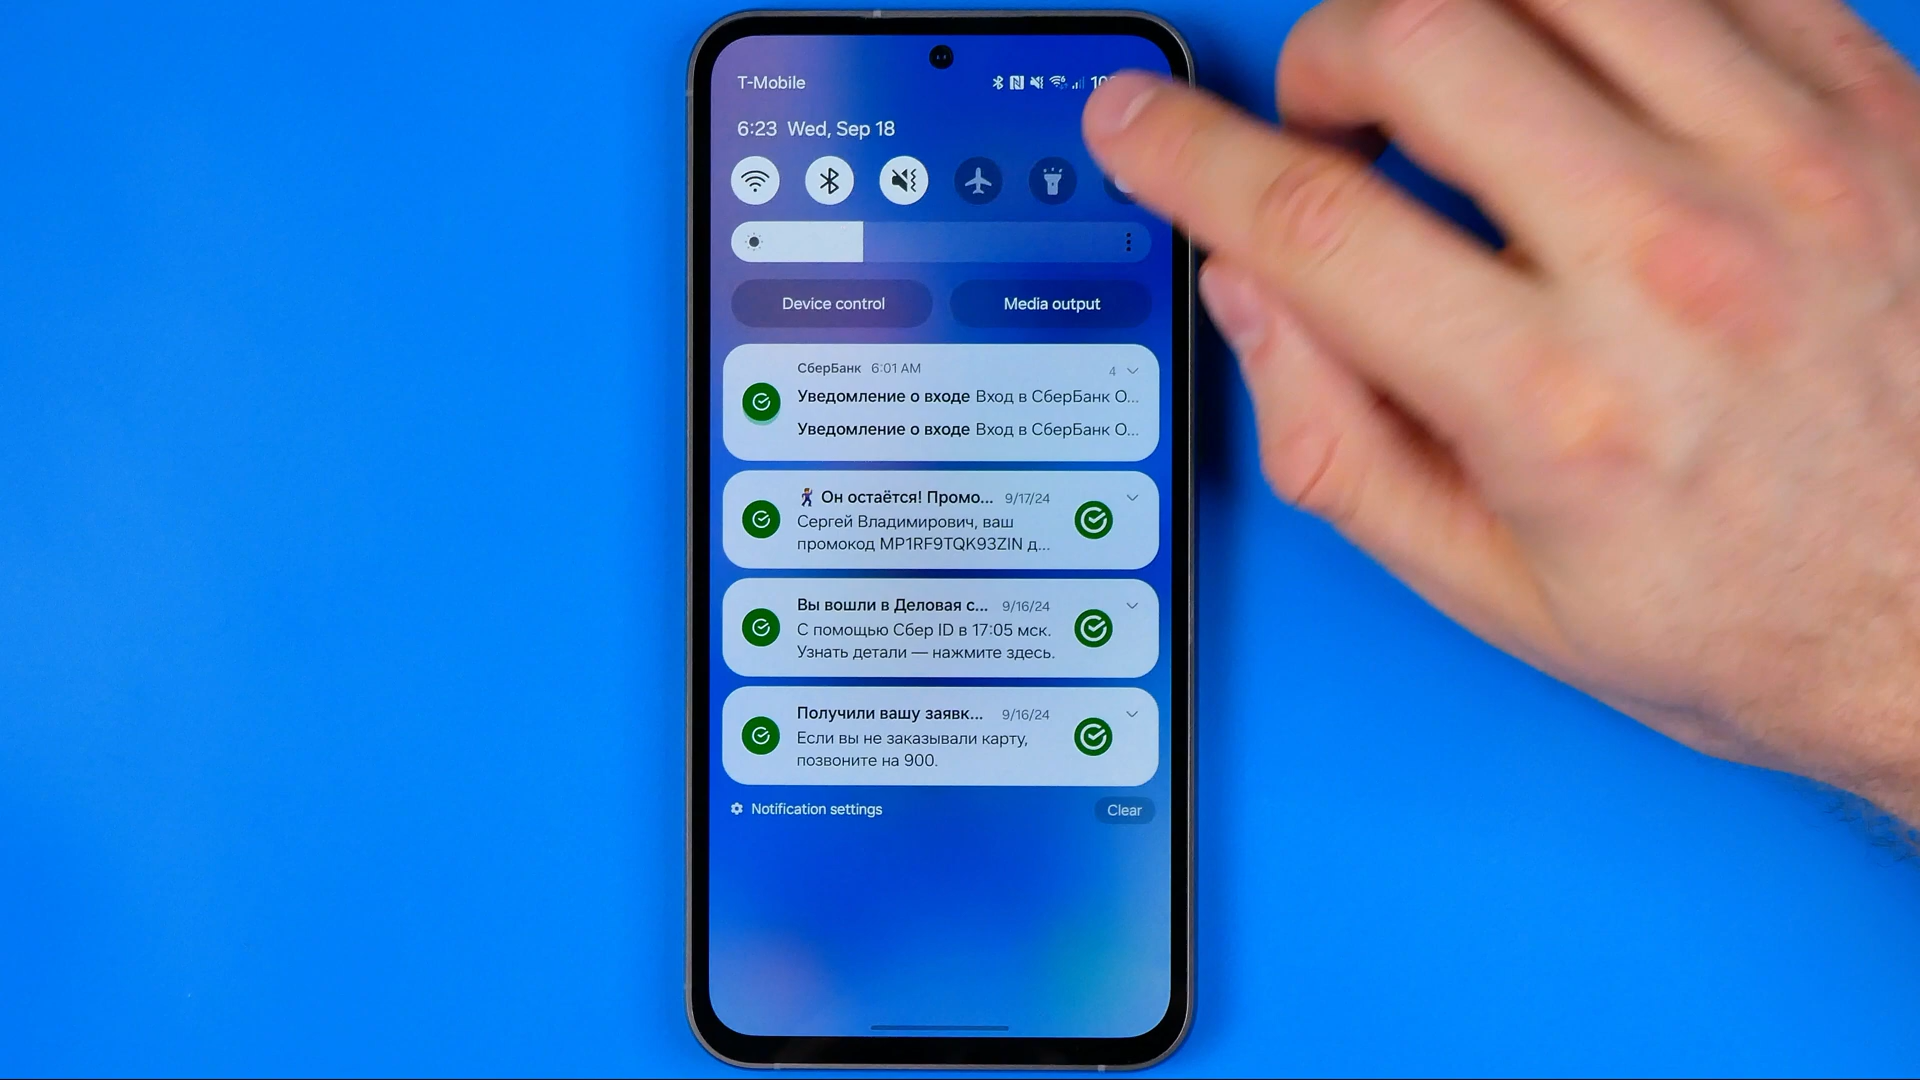 T-Mobile
6:23 Wed, Sep 18
Device control
Media output
СберБанк 6:01 AM 4
Уведомление о входе Вход в СберБанк О...
Уведомление о входе Вход в СберБанк О...
Он остаётся! Промо... 9/17/24
Сергей Владимирович, ваш
промокод MP1RF9TQK93ZIN д...
Вы вошли в Деловая с... 9/16/24
С помощью Сбер ID в 17:05 мск.
Узнать детали — нажмите здесь.
Получили вашу заявк... 9/16/24
Если вы не заказывали карту,
позвоните на 900.
Notification settings
Clear